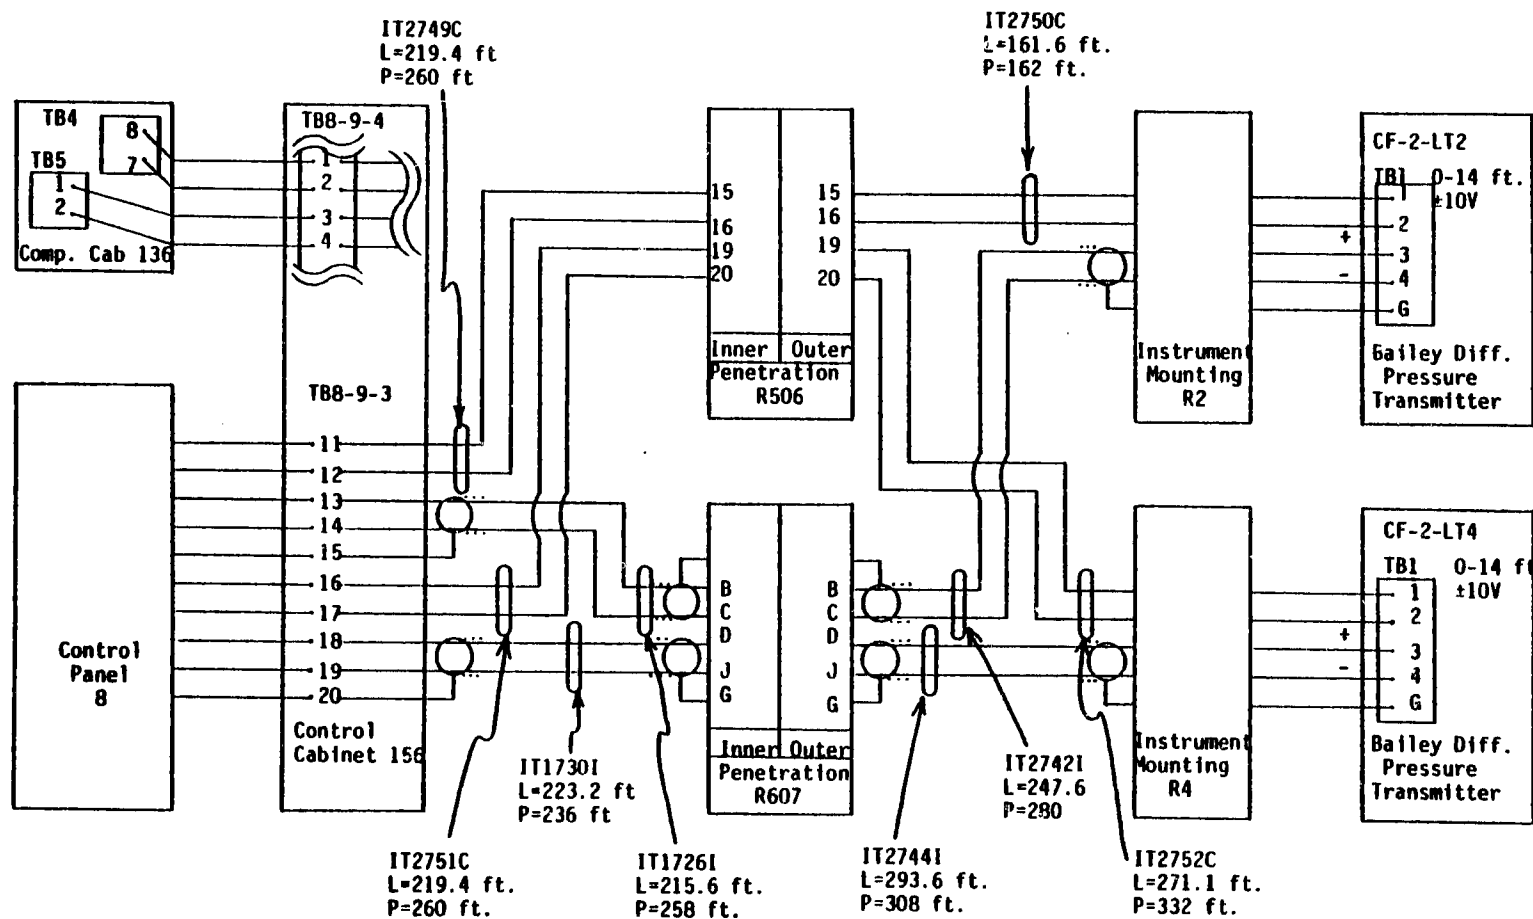 IT2749C
L=219.4 ft
P=260 ft
IT2750C
L=161.6 ft.
P=162 ft.
TB4
8
7
TB5
1
2
Comp. Cab 136
TB8-9-4
1
2
3
4
TB8-9-3
11
12
13
14
15
16
17
18
19
20
Control
Cabinet 156
Control
Panel
8
15
16
19
20
15
16
19
20
Inner Outer
Penetration
R506
B
C
D
J
G
B
C
D
J
G
Inner Outer
Penetration
R607
Instrument
Mounting
R2
CF-2-LT2
TB1 0-14 ft.
±10V
1
2
+
3
-
4
G
Bailey Diff.
Pressure
Transmitter
Instrument
Mounting
R4
CF-2-LT4
TB1 0-14 ft
±10V
1
2
+
3
-
4
G
Bailey Diff.
Pressure
Transmitter
IT1730I
L=223.2 ft
P=236 ft
IT2742I
L=247.6
P=280
IT2751C
L=219.4 ft.
P=260 ft.
IT1726I
L=215.6 ft.
P=258 ft.
IT2744I
L=293.6 ft.
P=308 ft.
IT2752C
L=271.1 ft.
P=332 ft.